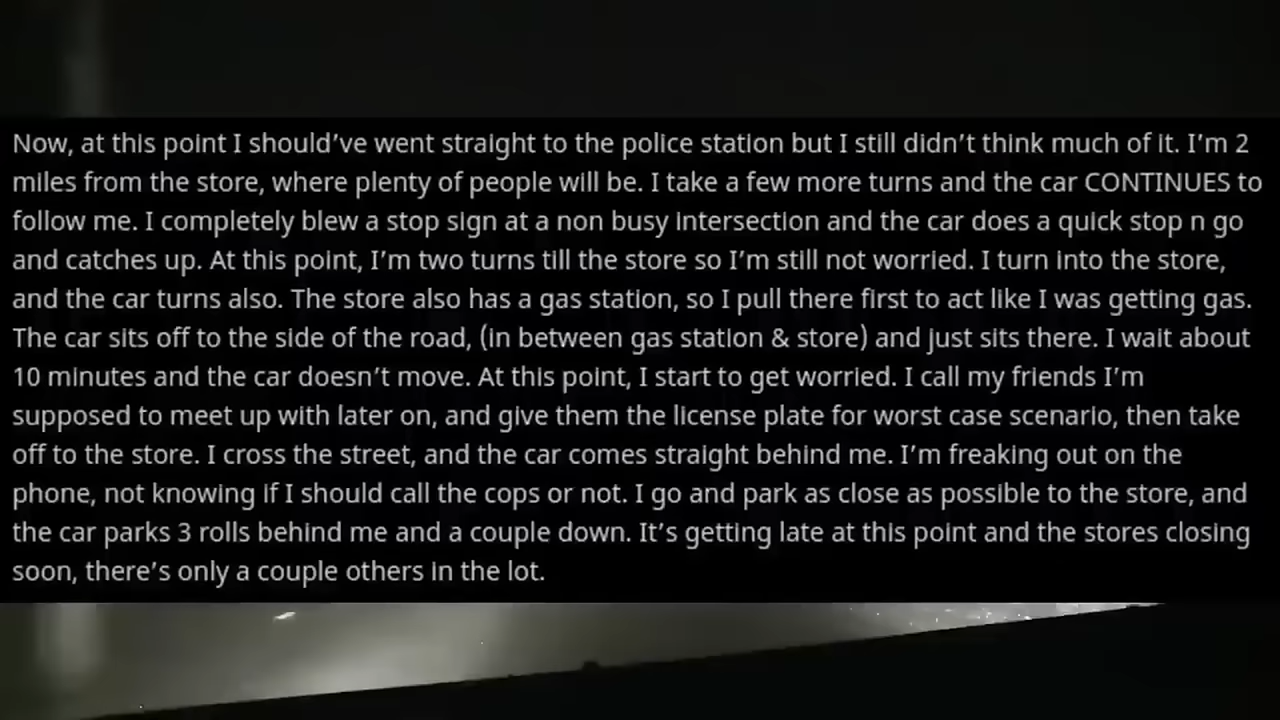 Now, at this point I should’ve went straight to the police station but I still didn’t think much of it. I’m 2
miles from the store, where plenty of people will be. I take a few more turns and the car CONTINUES to
follow me. I completely blew a stop sign at a non busy intersection and the car does a quick stop n go
and catches up. At this point, I’m two turns till the store so I’m still not worried. I turn into the store,
and the car turns also. The store also has a gas station, so I pull there first to act like I was getting gas.
The car sits off to the side of the road, (in between gas station & store) and just sits there. I wait about
10 minutes and the car doesn’t move. At this point, I start to get worried. I call my friends I’m
supposed to meet up with later on, and give them the license plate for worst case scenario, then take
off to the store. I cross the street, and the car comes straight behind me. I’m freaking out on the
phone, not knowing if I should call the cops or not. I go and park as close as possible to the store, and
the car parks 3 rolls behind me and a couple down. It’s getting late at this point and the stores closing
soon, there’s only a couple others in the lot.